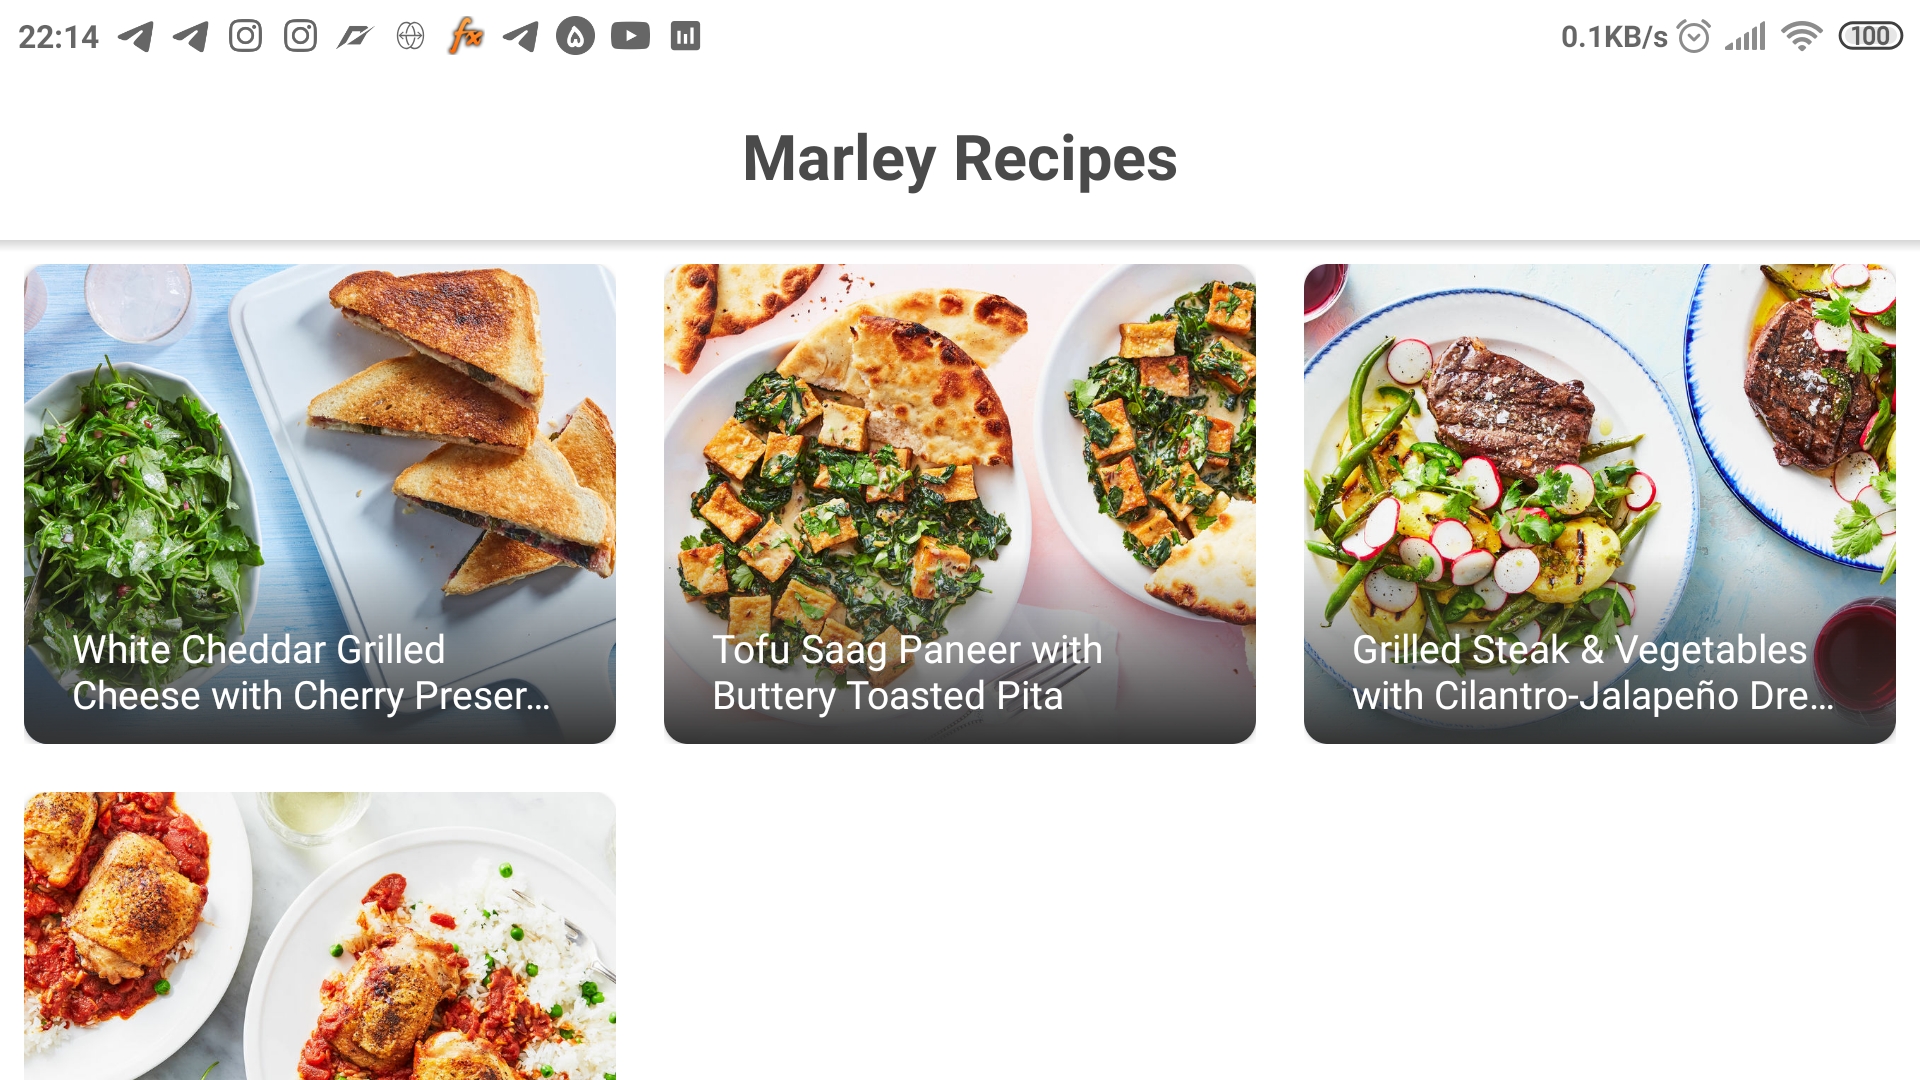 22:14
fx
0.1KB/s
100
Marley Recipes
White Cheddar Grilled
Cheese with Cherry Preser...
Tofu Saag Paneer with
Buttery Toasted Pita
Grilled Steak & Vegetables
with Cilantro-Jalapeño Dre...